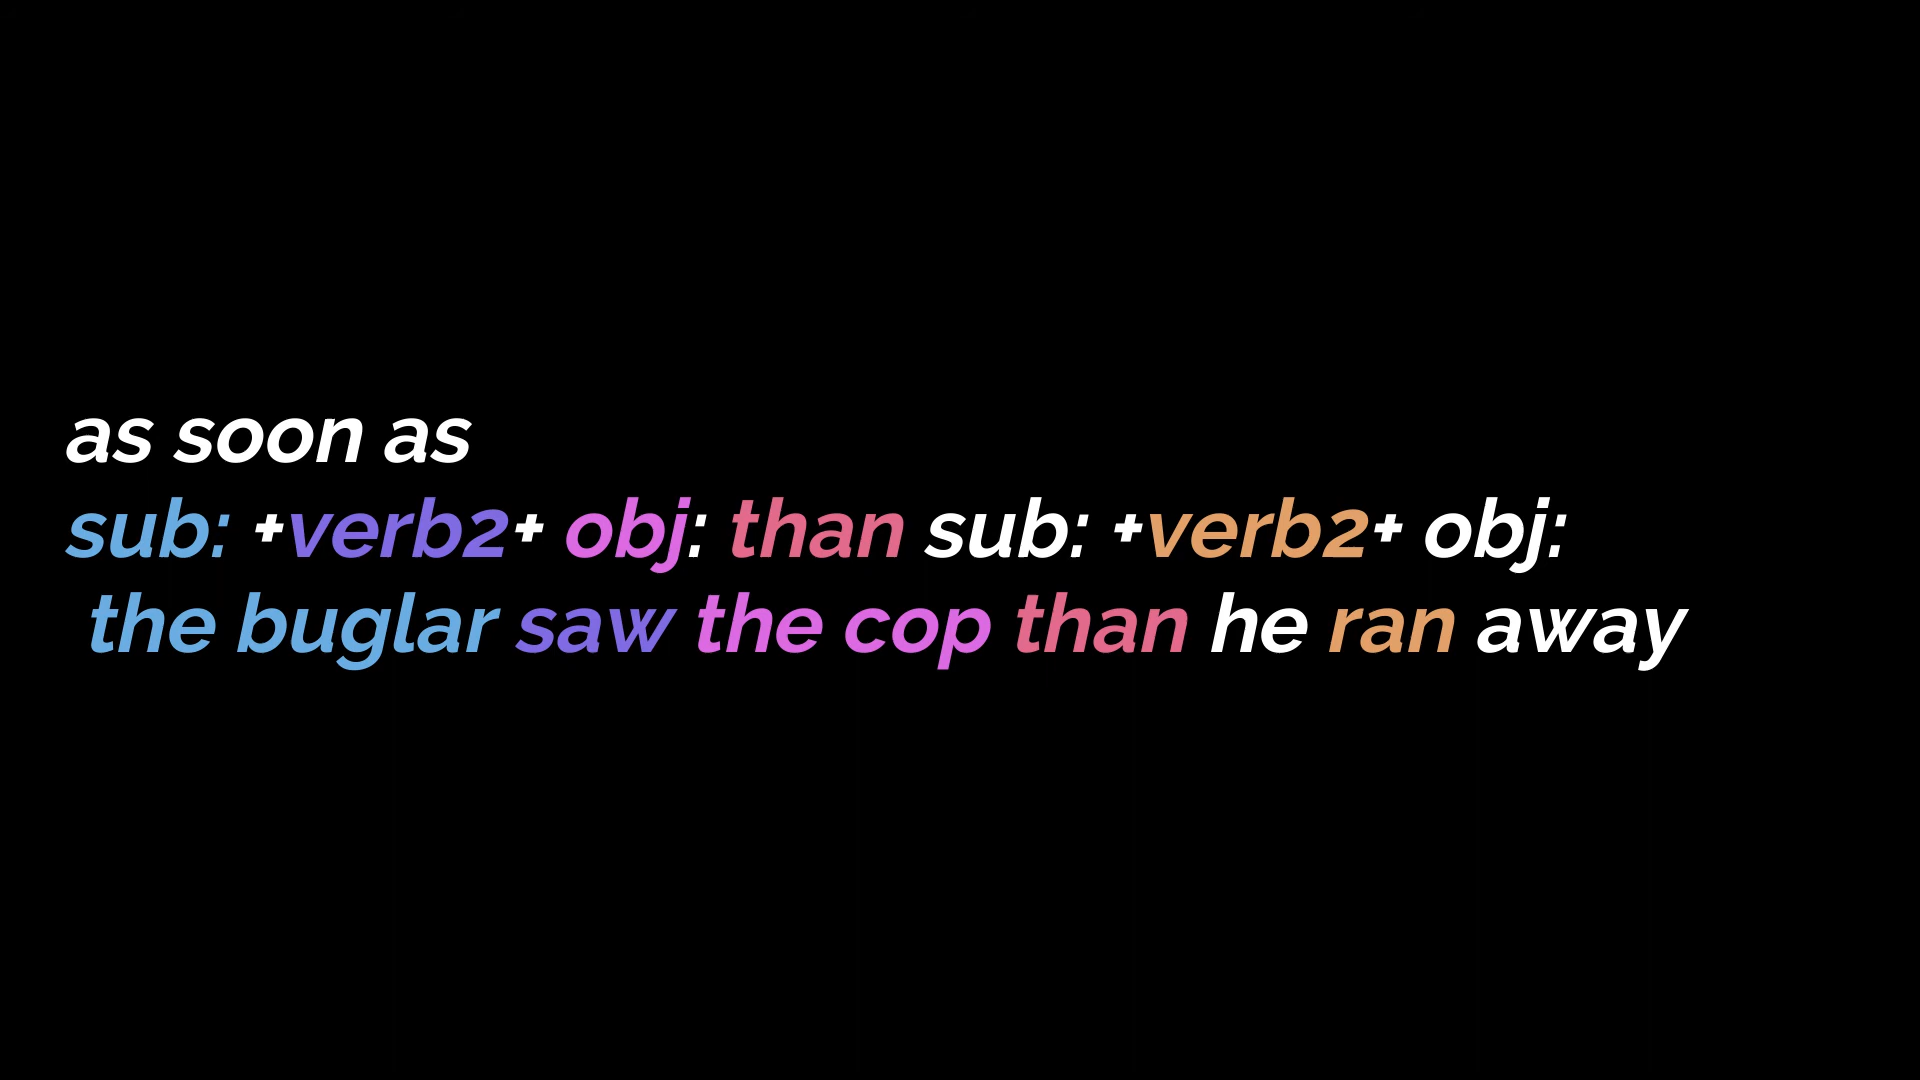 as soon as
sub: +verb2+ obj: than sub: +verb2+ obj:
the buglar saw the cop than he ran away